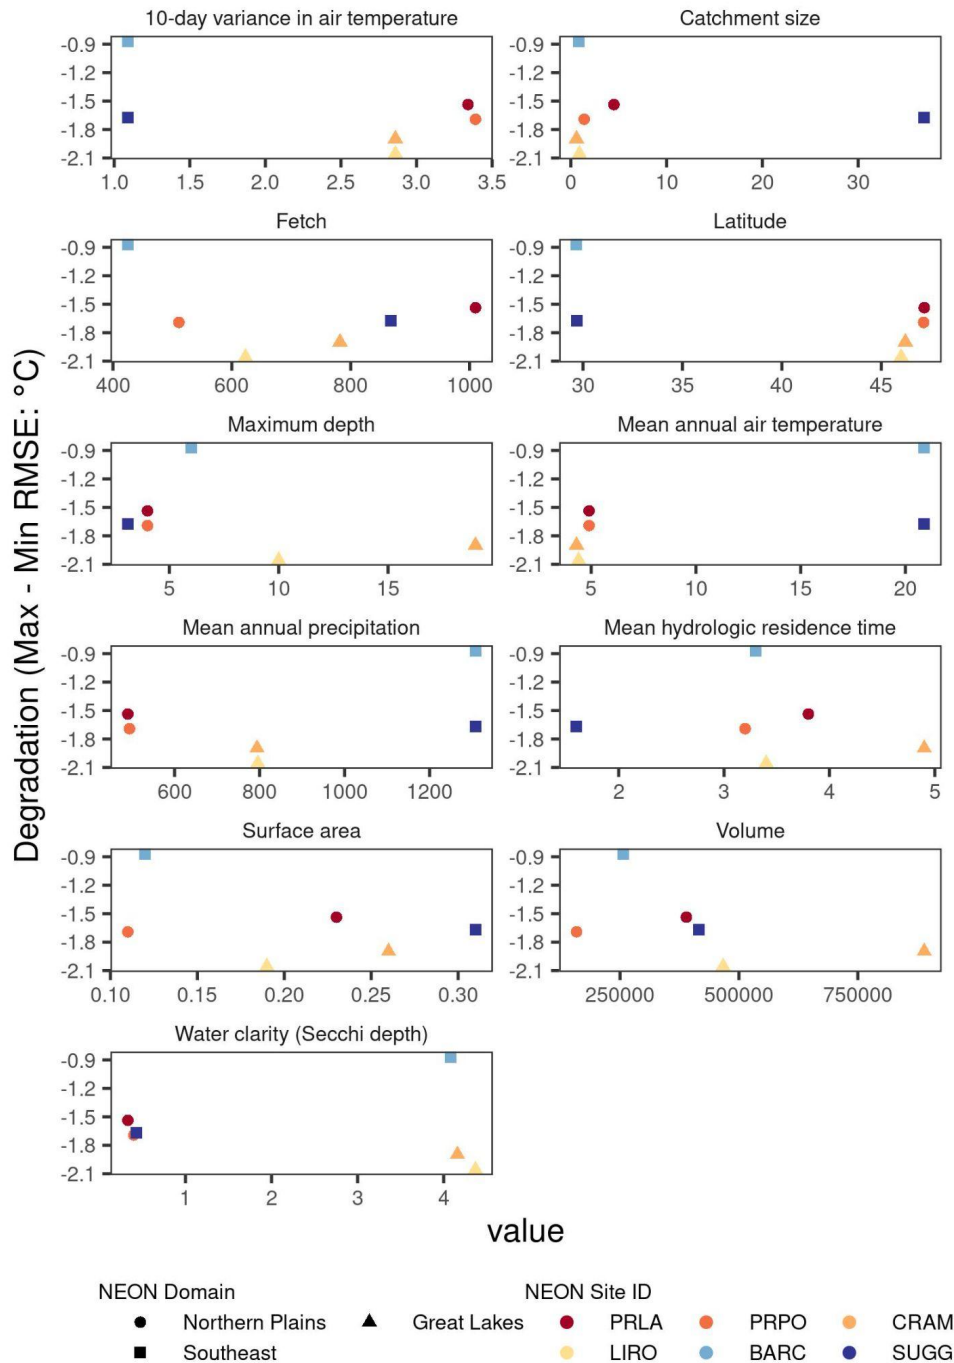 10-day variance in air temperature
Catchment size
-0.9
-1.2
-1.5
-1.8
-2.1
1.0 1.5 2.0 2.5 3.0 3.5
-0.9
-1.2
-1.5
-1.8
-2.1
0 10 20 30
Fetch
Latitude
-0.9
-1.2
-1.5
-1.8
-2.1
400 600 800 1000
-0.9
-1.2
-1.5
-1.8
-2.1
30 35 40 45
Maximum depth
Mean annual air temperature
-0.9
-1.2
-1.5
-1.8
-2.1
5 10 15
-0.9
-1.2
-1.5
-1.8
-2.1
5 10 15 20
Mean annual precipitation
Mean hydrologic residence time
-0.9
-1.2
-1.5
-1.8
-2.1
600 800 1000 1200
-0.9
-1.2
-1.5
-1.8
-2.1
2 3 4 5
Surface area
Volume
-0.9
-1.2
-1.5
-1.8
-2.1
0.10 0.15 0.20 0.25 0.30
-0.9
-1.2
-1.5
-1.8
-2.1
250000 500000 750000
Water clarity (Secchi depth)
-0.9
-1.2
-1.5
-1.8
-2.1
1 2 3 4
Degradation (Max - Min RMSE: °C)
value
NEON Domain
Northern Plains
Great Lakes
Southeast
NEON Site ID
PRLA PRPO CRAM
LIRO BARC SUGG